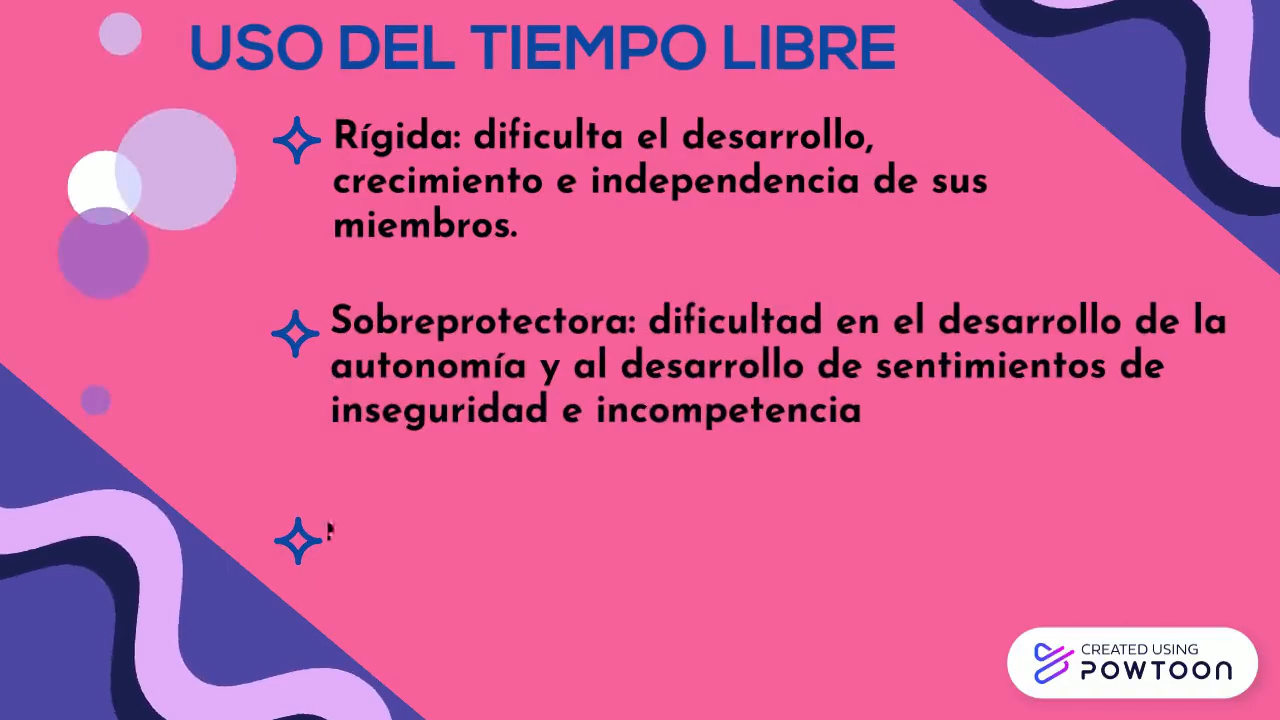 USO DEL TIEMPO LIBRE
Rígida: dificulta el desarrollo,
crecimiento e independencia de sus
miembros.
Sobreprotectora: dificultad en el desarrollo de la
autonomía y al desarrollo de sentimientos de
inseguridad e incompetencia
CREATED USING
POWTOON